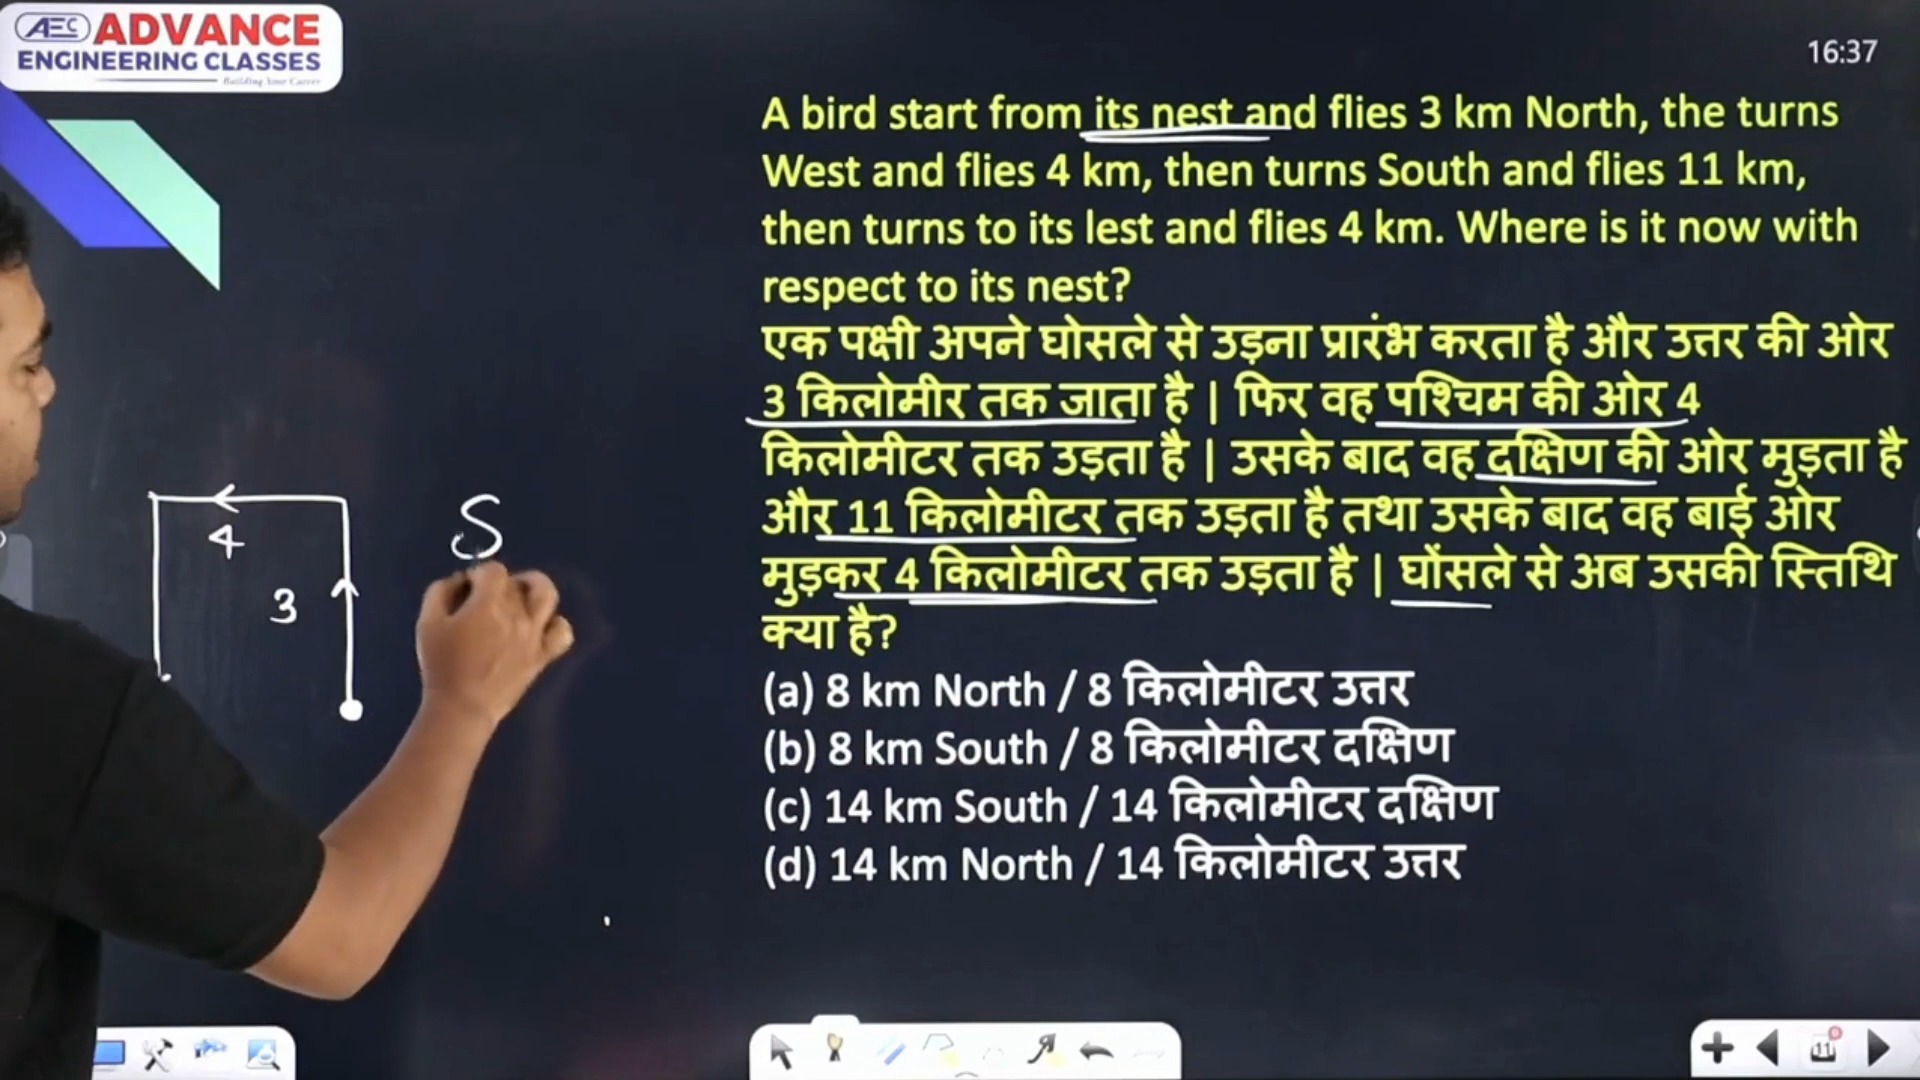 AEC ADVANCE
ENGINEERING CLASSES
Building Your Career
16:37
A bird start from its nest and flies 3 km North, the turns
West and flies 4 km, then turns South and flies 11 km,
then turns to its lest and flies 4 km. Where is it now with
respect to its nest?
एक पक्षी अपने घोसले से उड़ना प्रारंभ करता है और उत्तर की ओर
3 किलोमीर तक जाता है | फिर वह पश्चिम की ओर 4
किलोमीटर तक उड़ता है | उसके बाद वह दक्षिण की ओर मुड़ता है
और 11 किलोमीटर तक उड़ता है तथा उसके बाद वह बाई ओर
मुड़कर 4 किलोमीटर तक उड़ता है | घोंसले से अब उसकी स्तिथि
क्या है?
(a) 8 km North / 8 किलोमीटर उत्तर
(b) 8 km South / 8 किलोमीटर दक्षिण
(c) 14 km South / 14 किलोमीटर दक्षिण
(d) 14 km North / 14 किलोमीटर उत्तर
4
3
S
11